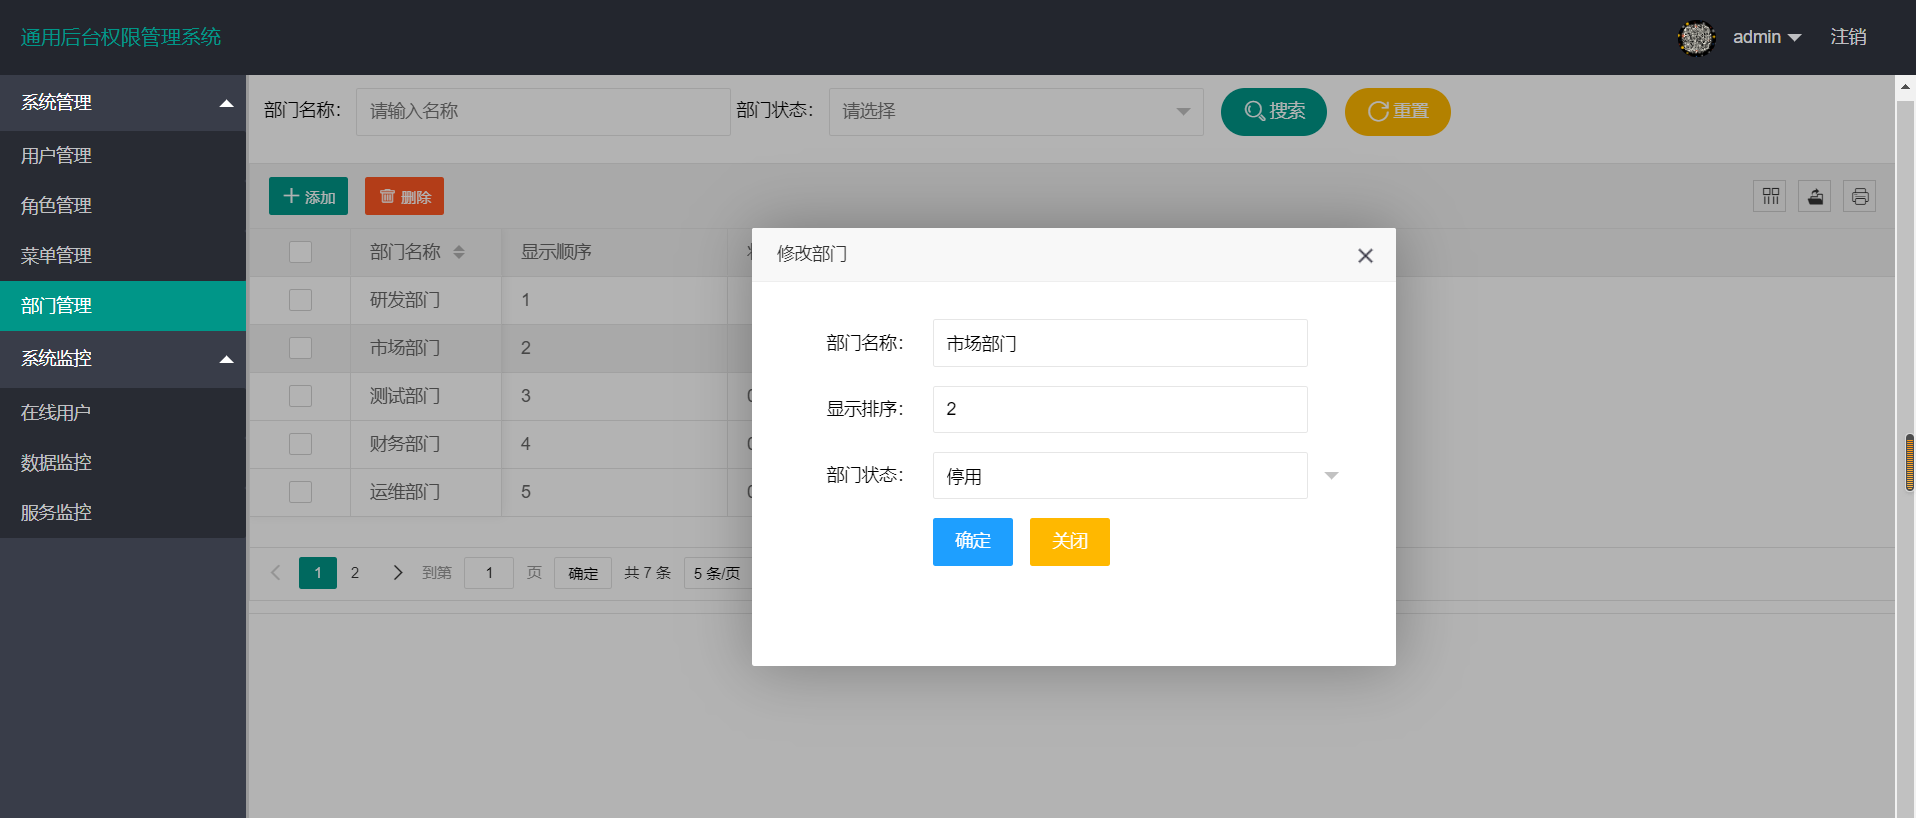 通用后台权限管理系统
admin
注销
系统管理
用户管理
角色管理
菜单管理
部门管理
系统监控
在线用户
数据监控
服务监控
部门名称：
请输入名称
部门状态：
请选择
搜索
重置
添加
删除
部门名称
显示顺序
研发部门
1
市场部门
2
测试部门
3
财务部门
4
运维部门
5
1
2
到第
1
页
确定
共 7 条
5 条/页
修改部门
部门名称：
市场部门
显示排序：
2
部门状态：
停用
确定
关闭